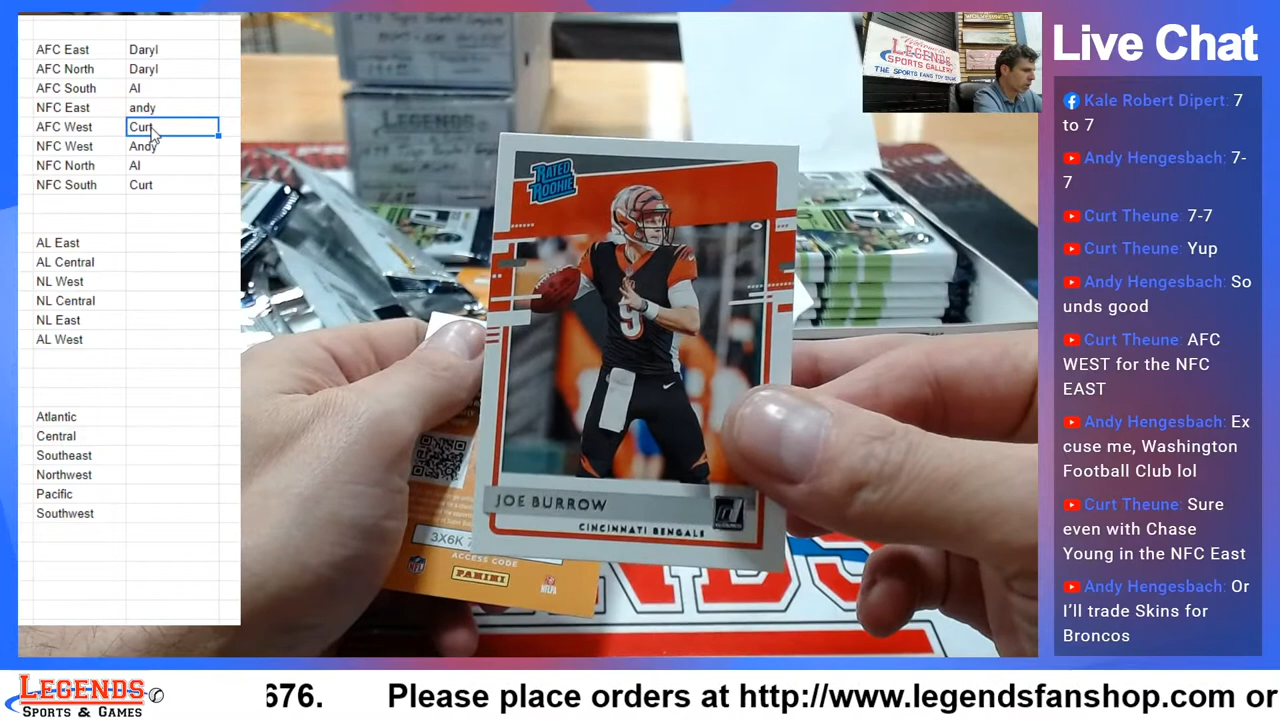 AFC East Daryl
AFC North Daryl
AFC South Al
NFC East andy
AFC West Curt
NFC West Andy
NFC North Al
NFC South Curt
AL East
AL Central
NL West
NL Central
NL East
AL West
Atlantic
Central
Southeast
Northwest
Pacific
Southwest
LEGENDS
SPORTS GALLERY
THE SPORTS FANS TOY STORE
RATED
ROOKIE
9
JOE BURROW
CINCINNATI BENGALS
3X6K
ACCESS CODE
NFL
PANINI
NFLPA
Live Chat
Kale Robert Dipert: 7
to 7
Andy Hengesbach: 7-
7
Curt Theune: 7-7
Curt Theune: Yup
Andy Hengesbach: So
unds good
Curt Theune: AFC
WEST for the NFC
EAST
Andy Hengesbach: Ex
cuse me, Washington
Football Club lol
Curt Theune: Sure
even with Chase
Young in the NFC East
Andy Hengesbach: Or
I'll trade Skins for
Broncos
LEGENDS
SPORTS & GAMES
676. Please place orders at http://www.legendsfanshop.com or